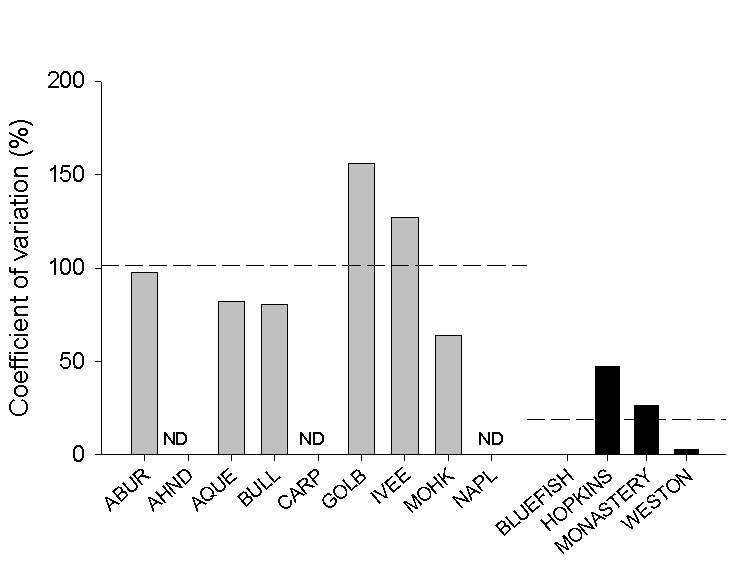 Coefficient of variation (%)
200
150
100
50
0
ND
ND
ND
ABUR
AHND
AQUE
BULL
CARP
GOLB
IVEE
MOHK
NAPL
BLUEFISH
HOPKINS
MONASTERY
WESTON